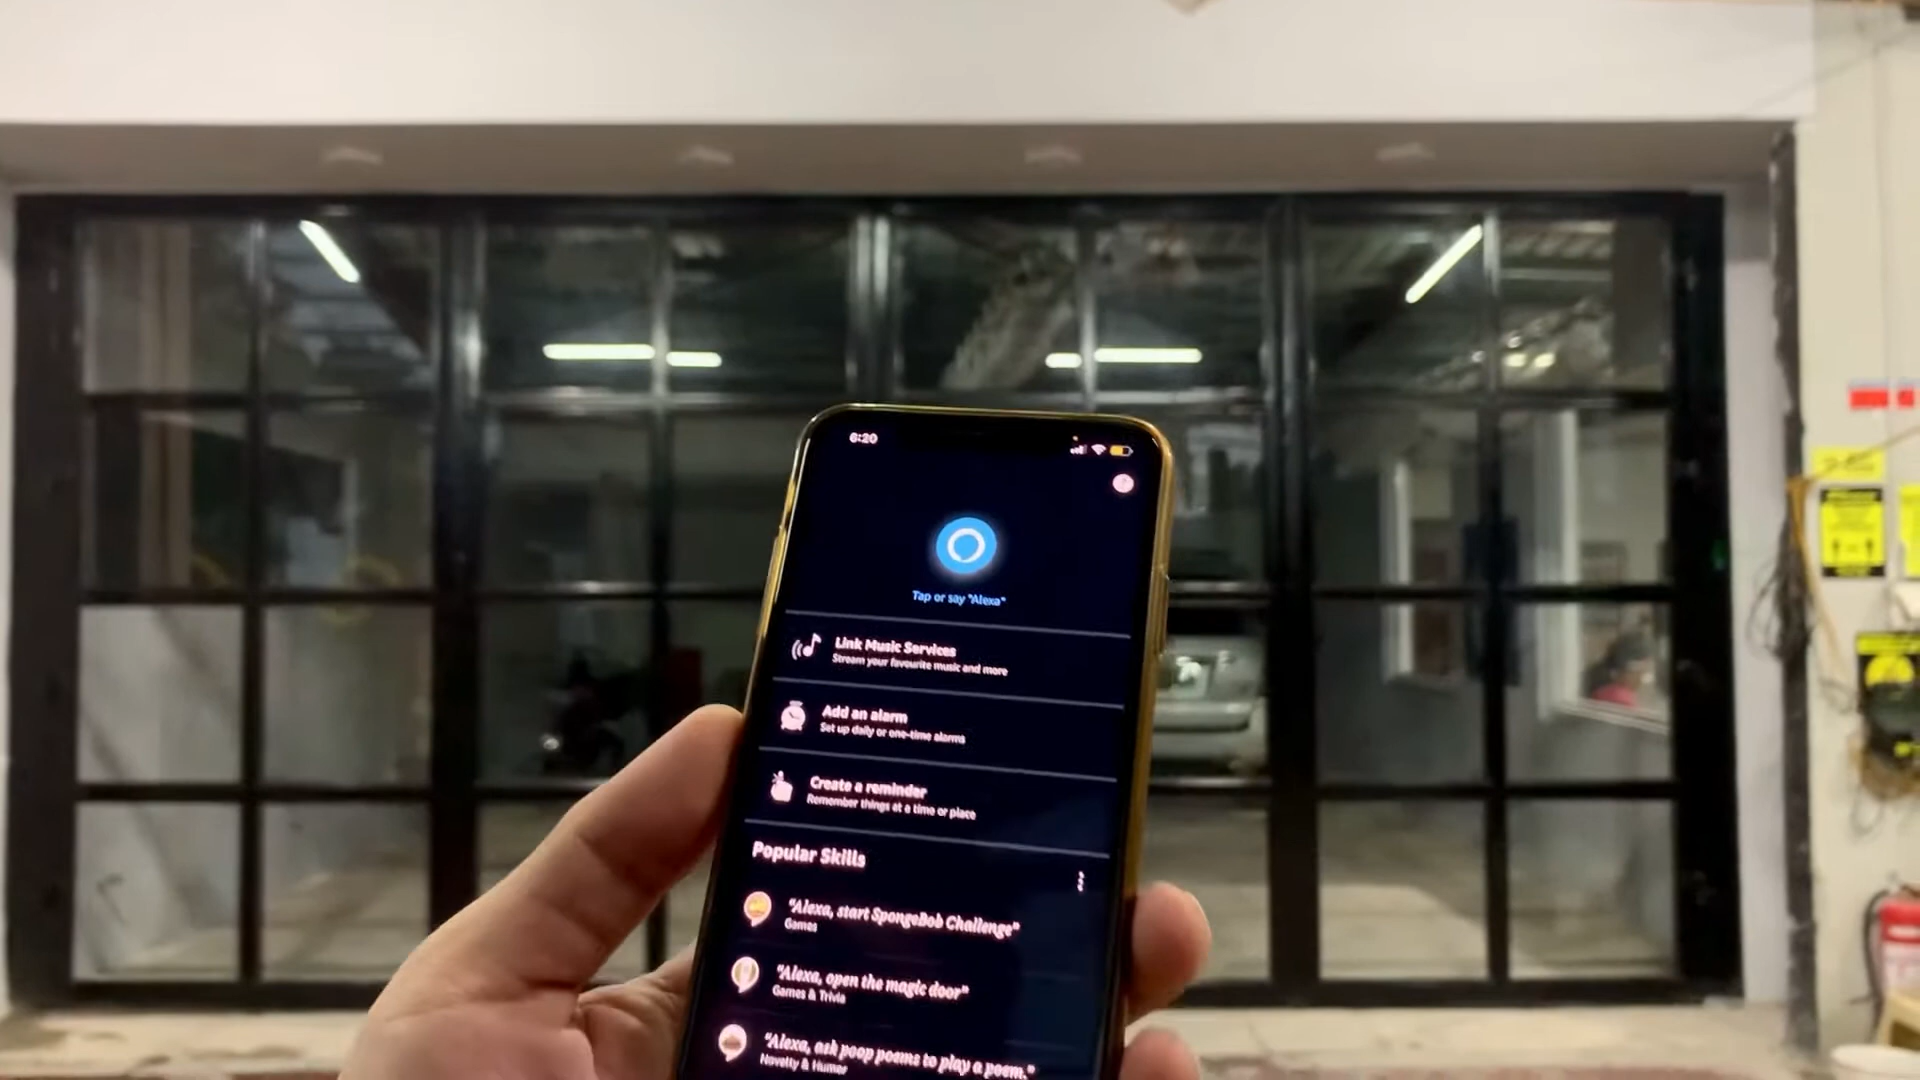 6:20
Tap or say "Alexa"
Link Music Services
Stream your favourite music and more
Add an alarm
Set up daily or one-time alarms
Create a reminder
Remember things at a time or place
Popular Skills
"Alexa, start SpongeBob Challenge"
Games
"Alexa, open the magic door"
Games & Trivia
"Alexa, ask poop poems to play a poem."
Novelty & Humor